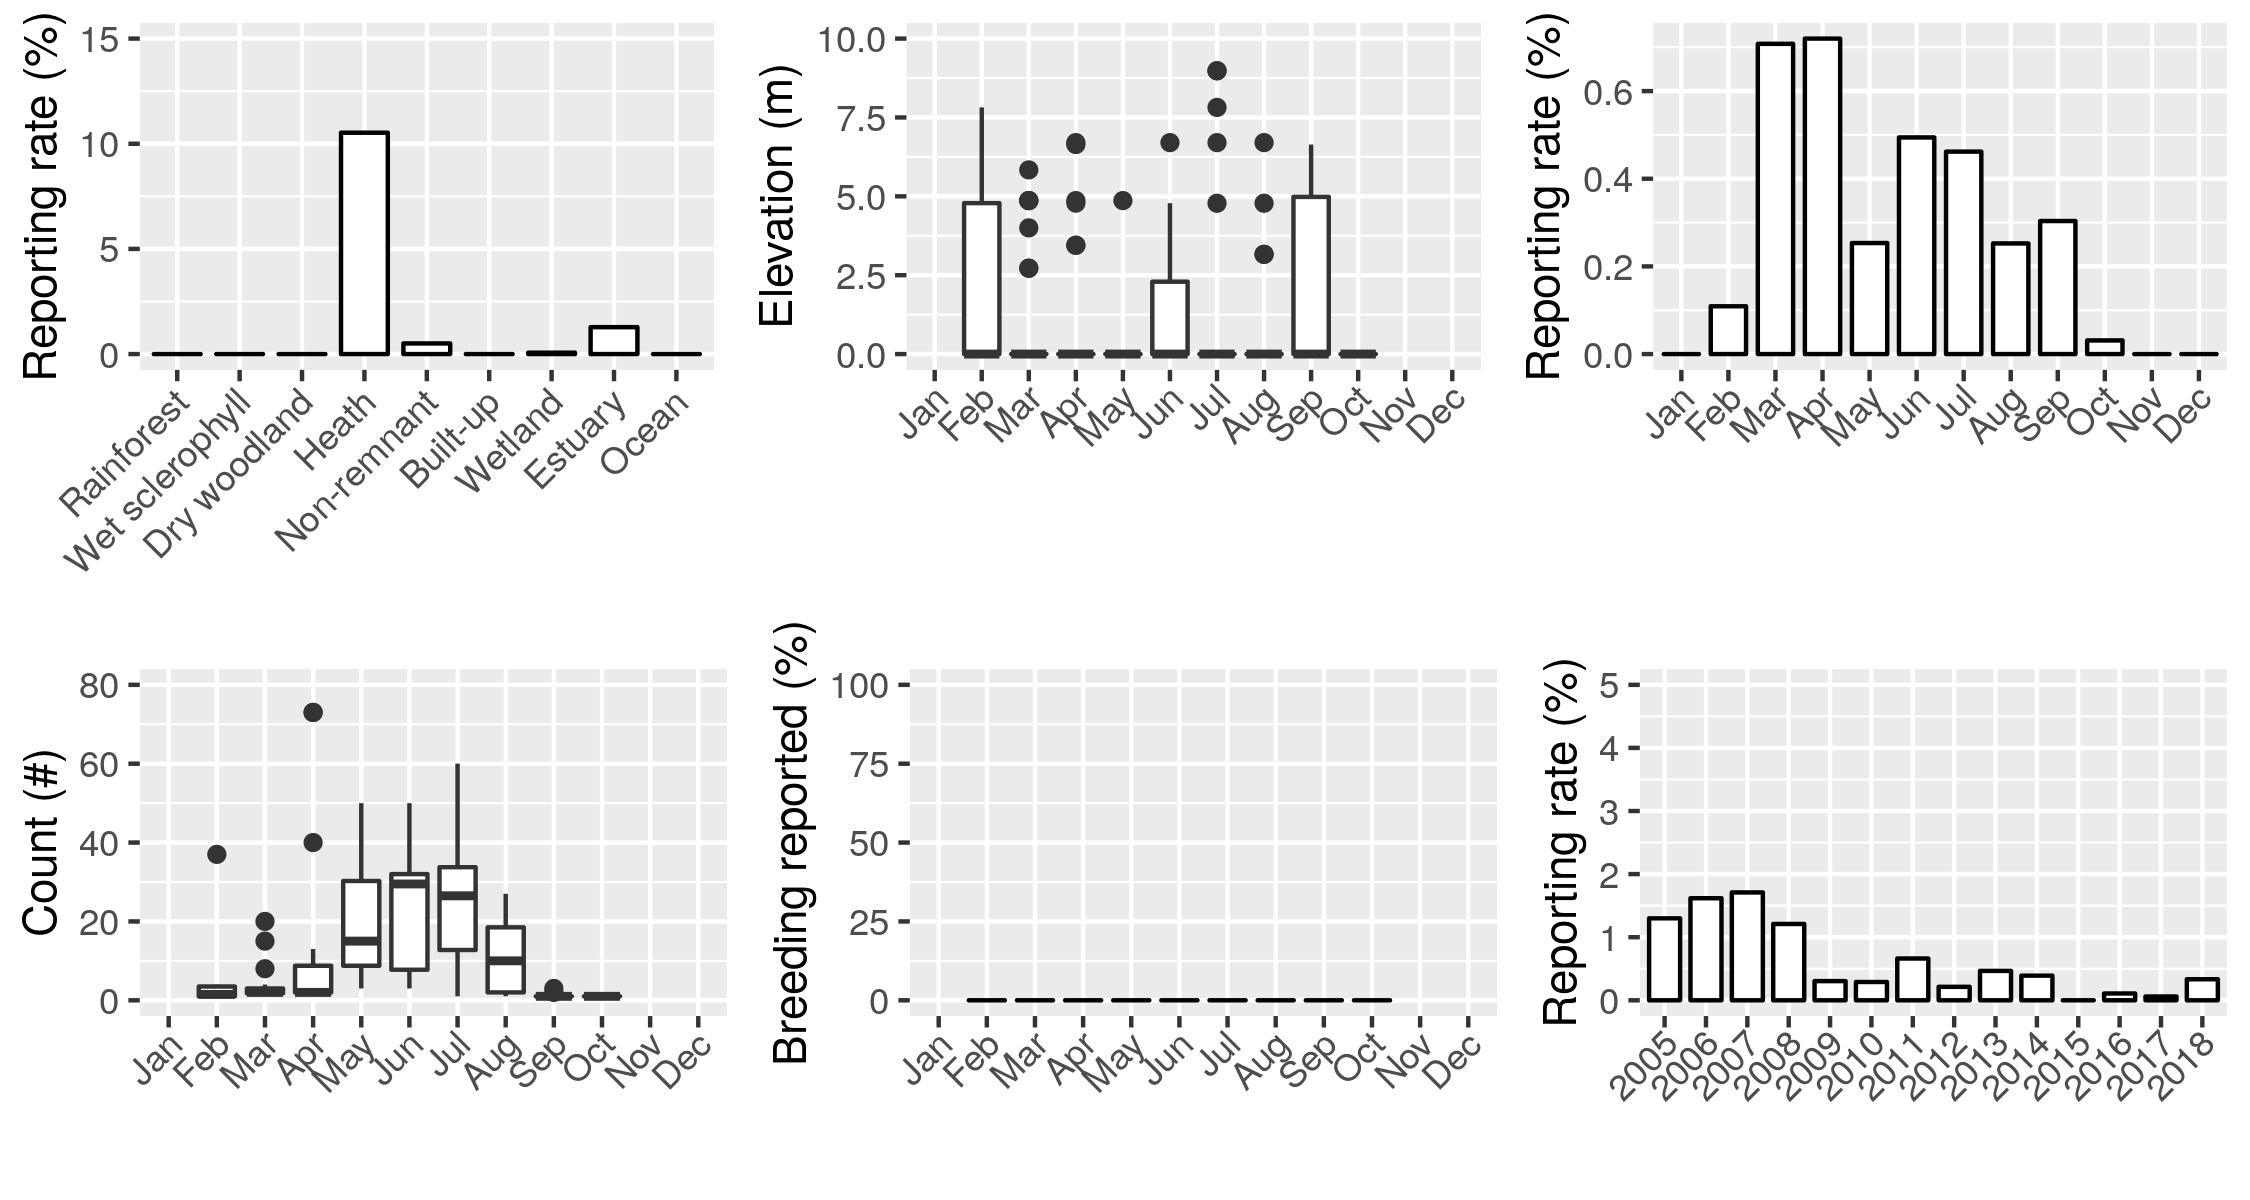 Reporting rate (%)
15
10
5
0
Rainforest
Wet sclerophyll
Dry woodland
Heath
Non-remnant
Built-up
Wetland
Estuary
Ocean
Elevation (m)
10.0
7.5
5.0
2.5
0.0
Jan
Feb
Mar
Apr
May
Jun
Jul
Aug
Sep
Oct
Nov
Dec
Reporting rate (%)
0.6
0.4
0.2
0.0
Jan
Feb
Mar
Apr
May
Jun
Jul
Aug
Sep
Oct
Nov
Dec
Count (#)
80
60
40
20
0
Jan
Feb
Mar
Apr
May
Jun
Jul
Aug
Sep
Oct
Nov
Dec
Breeding reported (%)
100
75
50
25
0
Jan
Feb
Mar
Apr
May
Jun
Jul
Aug
Sep
Oct
Nov
Dec
Reporting rate (%)
5
4
3
2
1
0
2005
2006
2007
2008
2009
2010
2011
2012
2013
2014
2015
2016
2017
2018